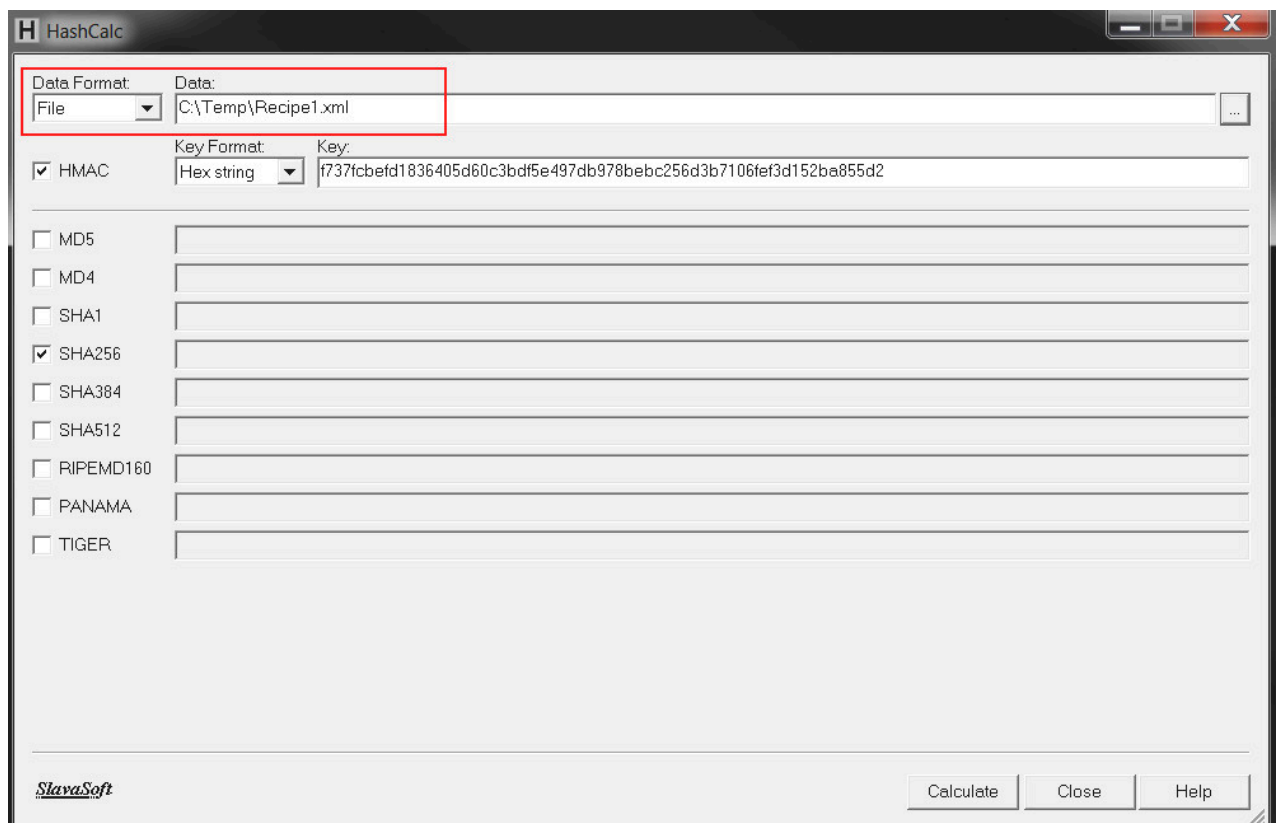 H HashCalc
Data Format: Data:
File C:\Temp\Recipe1.xml ...
Key Format: Key:
HMAC Hex string f737fcbefd1836405d60c3bdf5e497db978bebc256d3b7106fef3d152ba855d2
MD5
MD4
SHA1
SHA256
SHA384
SHA512
RIPEMD160
PANAMA
TIGER
SlavaSoft Calculate Close Help